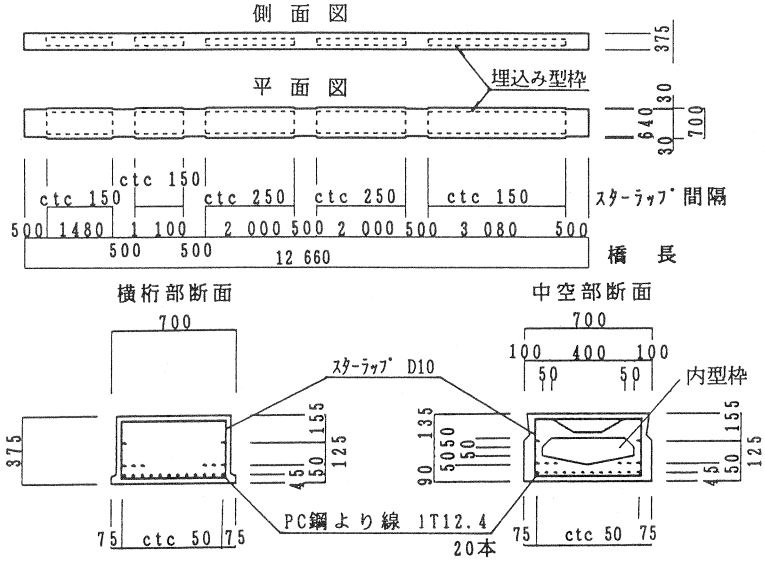 側面図
375
埋込み型枠
平面図
30
640
700
30
ctc 150
ctc 150
ctc 250
ctc 250
ctc 150
スターラップ間隔
500 1480 1 100 2 000 500 2 000 500 3 080 500
500 500
12 660
橋長
横桁部断面
中空部断面
700
700
100 400 100
50 50
スターラップ D10
内型枠
375
155
50
45
125
135
50
50
50
90
155
50
45
125
75 ctc 50 75
PC鋼より線 1T12.4
20本
75 ctc 50 75